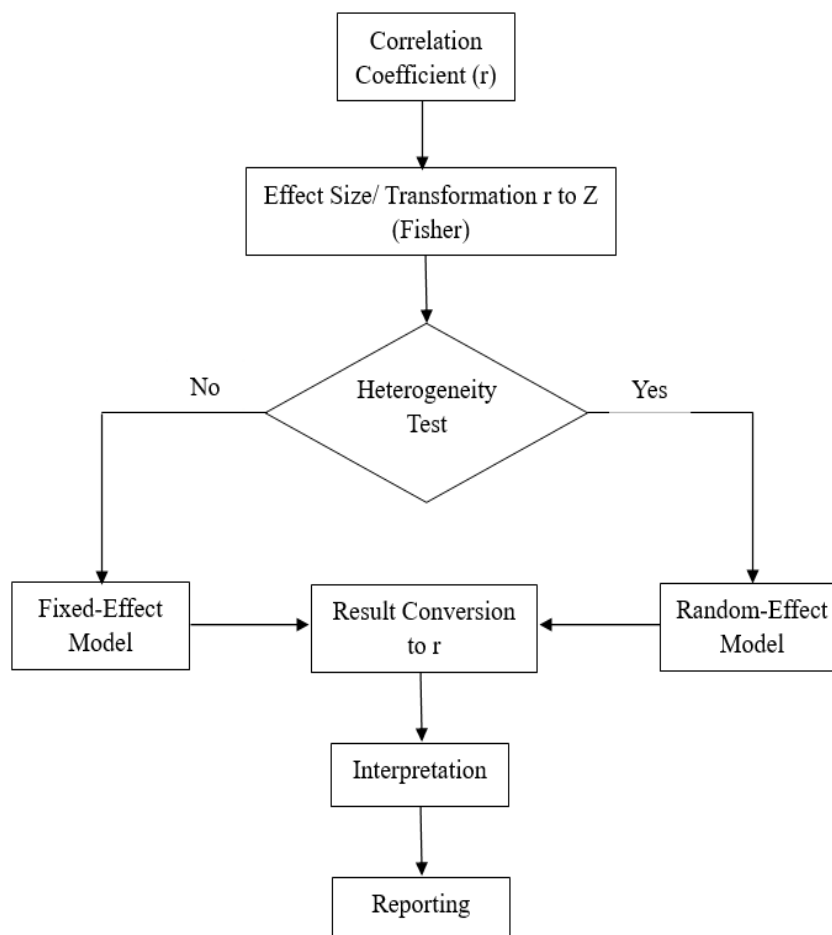 Correlation
Coefficient (r)
Effect Size/ Transformation r to Z
(Fisher)
Heterogeneity
Test
No
Yes
Fixed-Effect
Model
Result Conversion
to r
Random-Effect
Model
Interpretation
Reporting